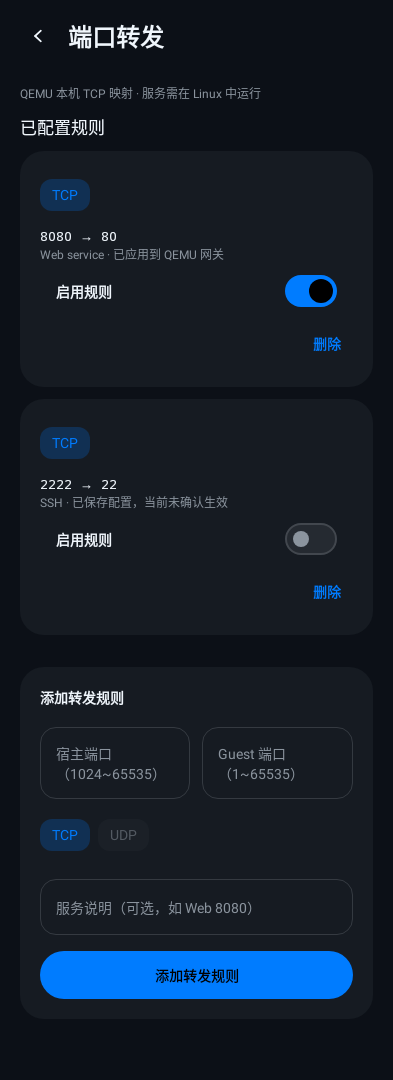 端口转发
QEMU 本机 TCP 映射 · 服务需在 Linux 中运行
已配置规则
TCP
8080 → 80
Web service · 已应用到 QEMU 网关
启用规则
删除
TCP
2222 → 22
SSH · 已保存配置，当前未确认生效
启用规则
删除
添加转发规则
宿主端口
（1024~65535）
Guest 端口
（1~65535）
TCP
UDP
服务说明（可选，如 Web 8080）
添加转发规则